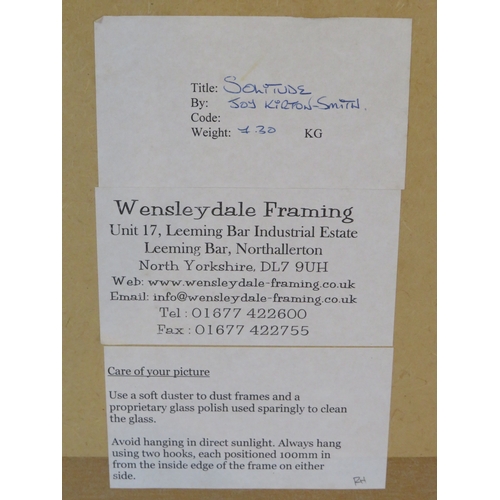 Title: SOLITUDE
By: JOY KIRTON-SMITH.
Code:
Weight: 7.30 KG
Wensleydale Framing
Unit 17, Leeming Bar Industrial Estate
Leeming Bar, Northallerton
North Yorkshire, DL7 9UH
Web: www.wensleydale-framing.co.uk
Email: info@wensleydale-framing.co.uk
Tel : 01677 422600
Fax : 01677 422755
Care of your picture
Use a soft duster to dust frames and a
proprietary glass polish used sparingly to clean
the glass.
Avoid hanging in direct sunlight. Always hang
using two hooks, each positioned 100mm in
from the inside edge of the frame on either
side.
RH